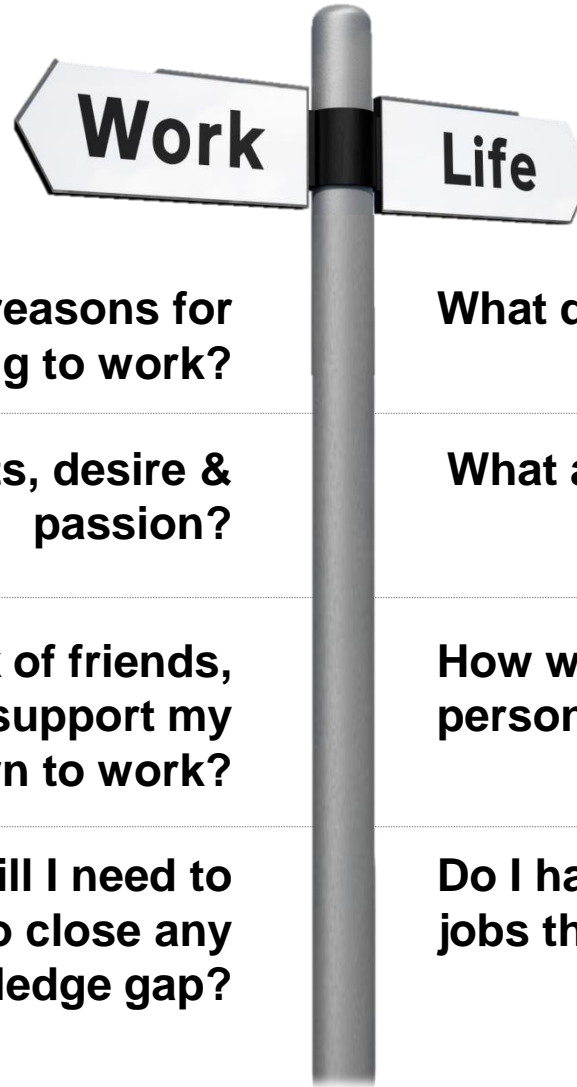 Work
Life
reasons for
g to work?
What
s, desire &
passion?
What
of friends,
support my
n to work?
How w
person
ill I need to
o close any
ledge gap?
Do I ha
jobs th